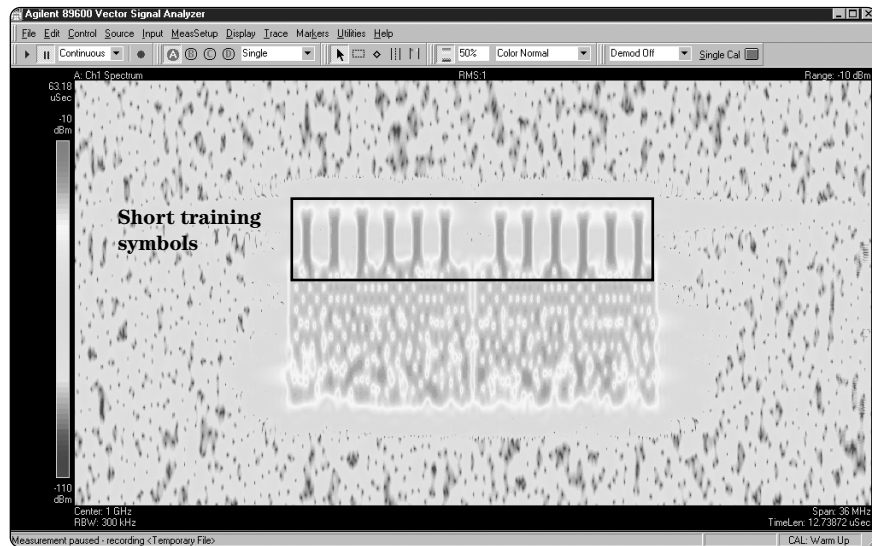 Agilent 89600 Vector Signal Analyzer
File Edit Control Source Input MeasSetup Display Trace Markers Utilities Help
Continuous A B C D Single 50% Color Normal Demod Off Single Cal
A: Ch1 Spectrum RMS:1 Range: -10 dBm
63.18
uSec
-10
dBm
Short training
symbols
-110
dBm
Center: 1 GHz Span: 36 MHz
RBW: 300 kHz TimeLen: 12.73872 uSec
Measurement paused - recording <Temporary File> CAL: Warm Up